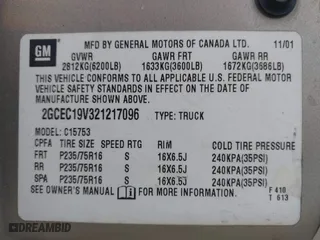 GM
MFD BY GENERAL MOTORS OF CANADA LTD. 11/01
GVWR GAWR FRT GAWR RR
2812KG(6200LB) 1633KG(3600LB) 1672KG(3686LB)
THIS VEHICLE CONFORMS TO ALL APPLICABLE U.S. FEDERAL MOTOR
VEHICLE SAFETY STANDARDS IN EFFECT ON THE DATE OF
MANUFACTURE SHOWN ABOVE.
2GCEC19V321217096 TYPE: TRUCK
MODEL: C15753
CPFA TIRE SIZE SPEED RTG RIM COLD TIRE PRESSURE
FRT P235/75R16 S 16X6.5J 240KPA(35PSI)
RR P235/75R16 S 16X6.5J 240KPA(35PSI)
SPA P235/75R16 S 16X6.5J 240KPA(35PSI)
SEE OWNER'S MANUAL FOR MORE INFORMATION
F 410
T 613